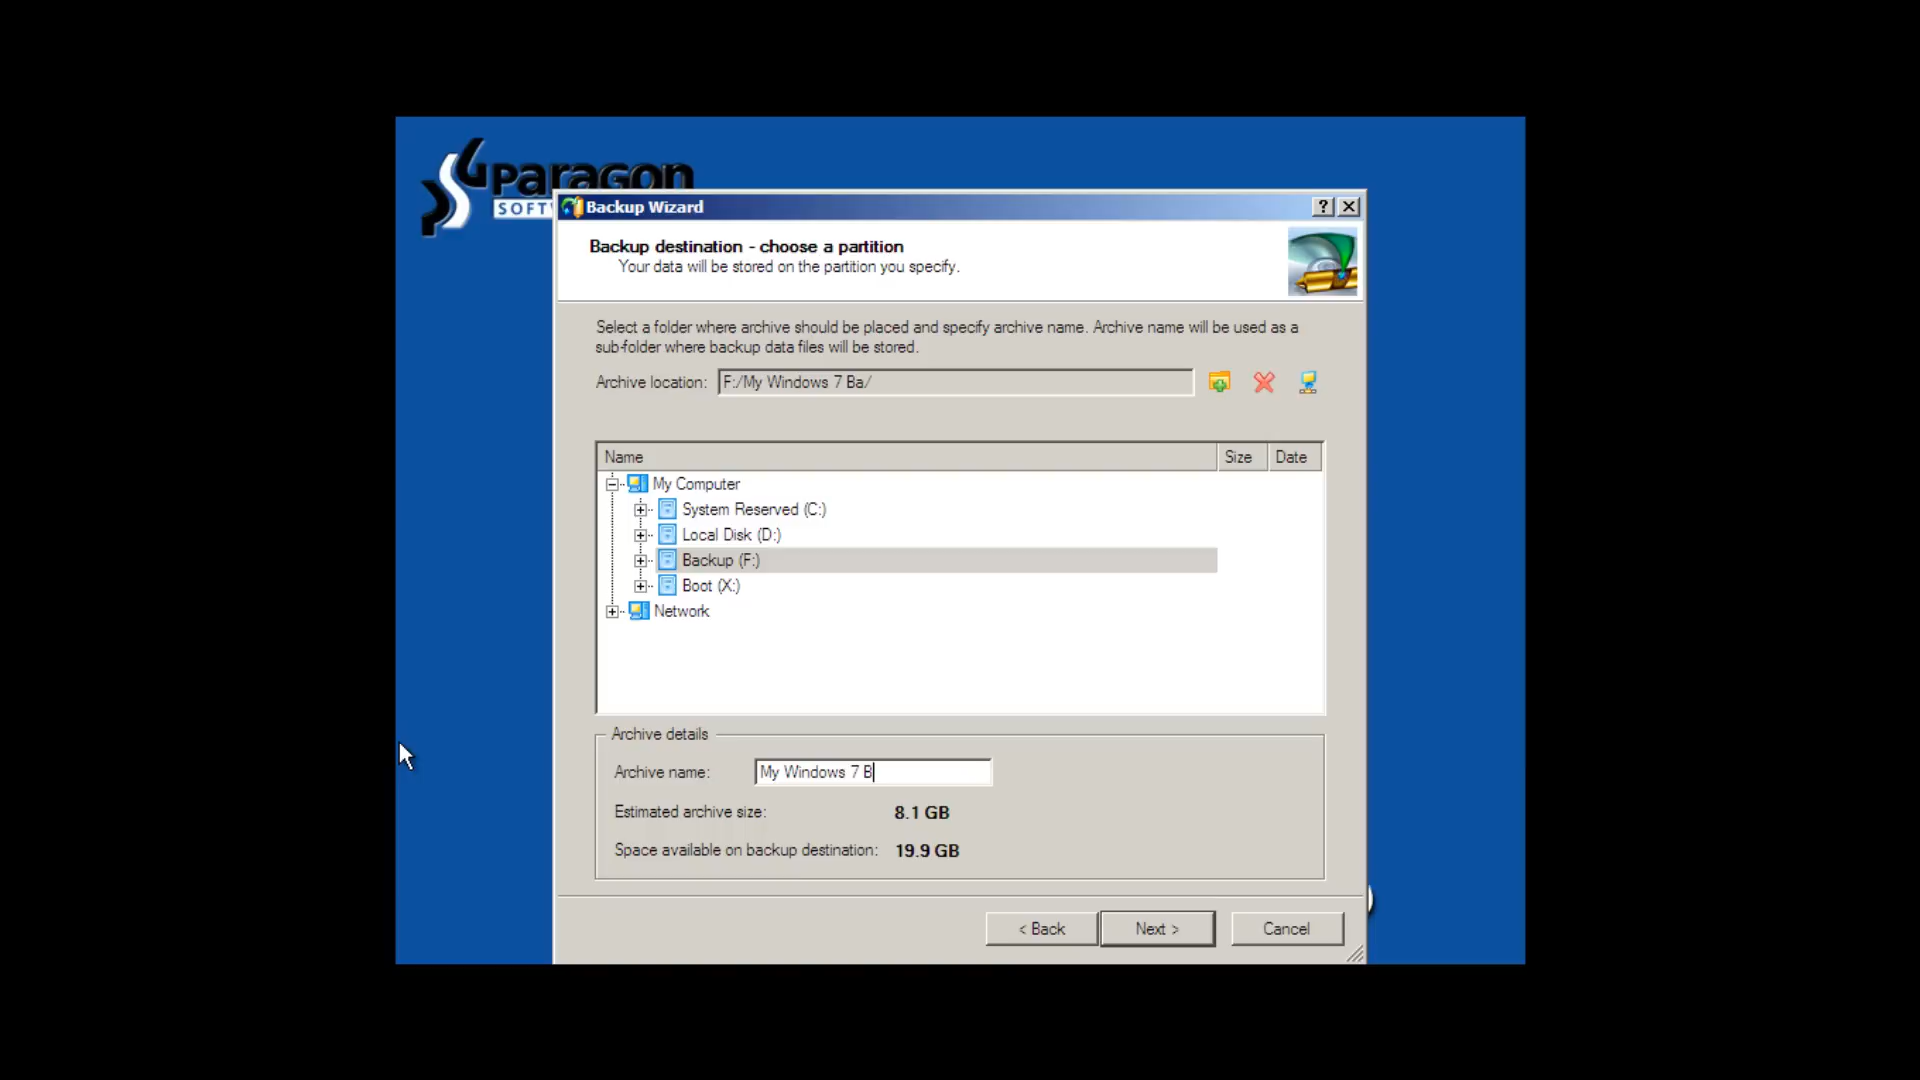 Paragon
SOFT
Backup Wizard
Backup destination - choose a partition
Your data will be stored on the partition you specify.
Select a folder where archive should be placed and specify archive name. Archive name will be used as a
sub-folder where backup data files will be stored.
Archive location: F:/My Windows 7 Ba/
Name Size Date
My Computer
System Reserved (C:)
Local Disk (D:)
Backup (F:)
Boot (X:)
Network
Archive details
Archive name: My Windows 7 B
Estimated archive size: 8.1 GB
Space available on backup destination: 19.9 GB
< Back Next > Cancel